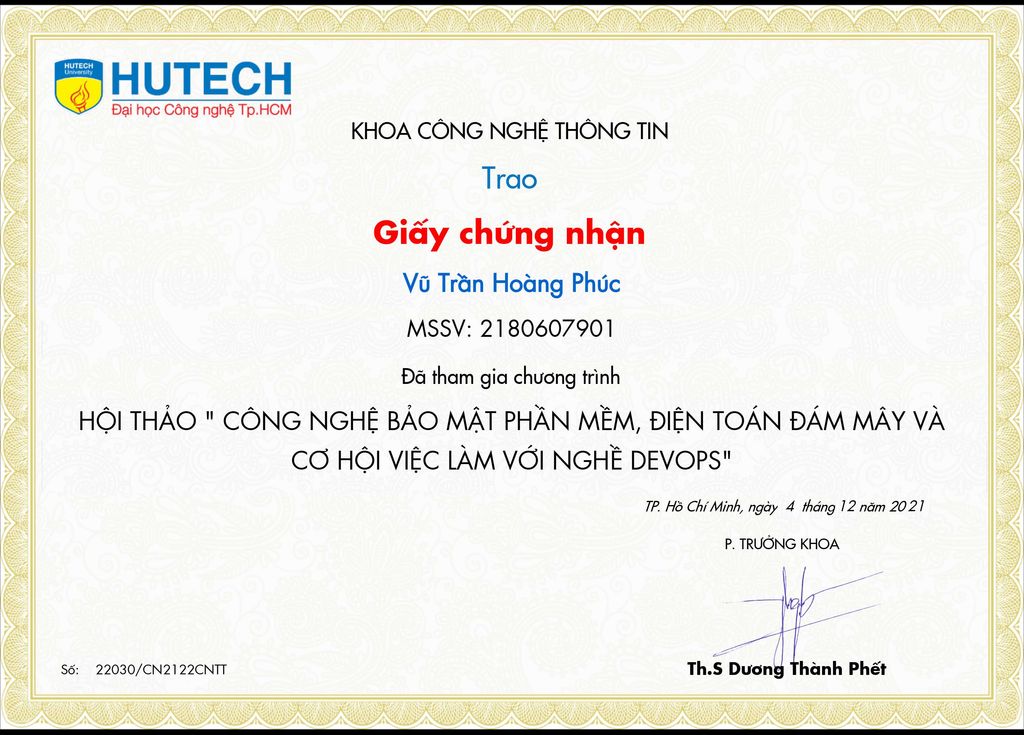 HUTECH
University
HUTECH
Đại học Công nghệ Tp.HCM
KHOA CÔNG NGHỆ THÔNG TIN
Trao
Giấy chứng nhận
Vũ Trần Hoàng Phúc
MSSV: 2180607901
Đã tham gia chương trình
HỘI THẢO " CÔNG NGHỆ BẢO MẬT PHẦN MỀM, ĐIỆN TOÁN ĐÁM MÂY VÀ
CƠ HỘI VIỆC LÀM VỚI NGHỀ DEVOPS"
TP. Hồ Chí Minh, ngày 4 tháng 12 năm 2021
P. TRƯỞNG KHOA
Th.S Dương Thành Phết
Số: 22030/CN2122CNTT